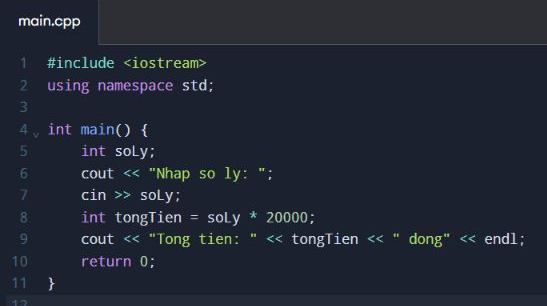 main.cpp
1 #include <iostream>
2 using namespace std;
3
4 int main() {
5     int soLy;
6     cout << "Nhap so ly: ";
7     cin >> soLy;
8     int tongTien = soLy * 20000;
9     cout << "Tong tien: " << tongTien << " dong" << endl;
10     return 0;
11 }
12